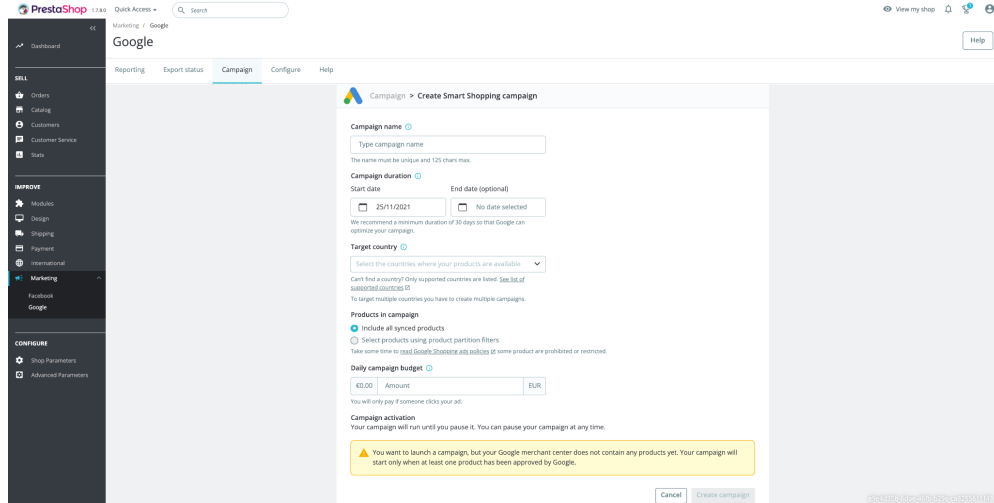 PrestaShop 1.7.8.0 Quick Access Search View my shop
Marketing / Google
Google
Help
Reporting Export status Campaign Configure Help
Dashboard
SELL
Orders
Catalog
Customers
Customer Service
Stats
IMPROVE
Modules
Design
Shipping
Payment
International
Marketing
Facebook
Google
CONFIGURE
Shop Parameters
Advanced Parameters
Campaign > Create Smart Shopping campaign
Campaign name
Type campaign name
The name must be unique and 125 chars max.
Campaign duration
Start date End date (optional)
25/11/2021 No date selected
We recommend a minimum duration of 30 days so that Google can
optimize your campaign.
Target country
Select the countries where your products are available
Can't find a country? Only supported countries are listed. See list of
supported countries
To target multiple countries you have to create multiple campaigns.
Products in campaign
Include all synced products
Select products using product partition filters
Take some time to read Google Shopping ads policies some product are prohibited or restricted.
Daily campaign budget
€0.00 Amount EUR
You will only pay if someone clicks your ad.
Campaign activation
Your campaign will run until you pause it. You can pause your campaign at any time.
You want to launch a campaign, but your Google merchant center does not contain any products yet. Your campaign will
start only when at least one product has been approved by Google.
Cancel Create campaign